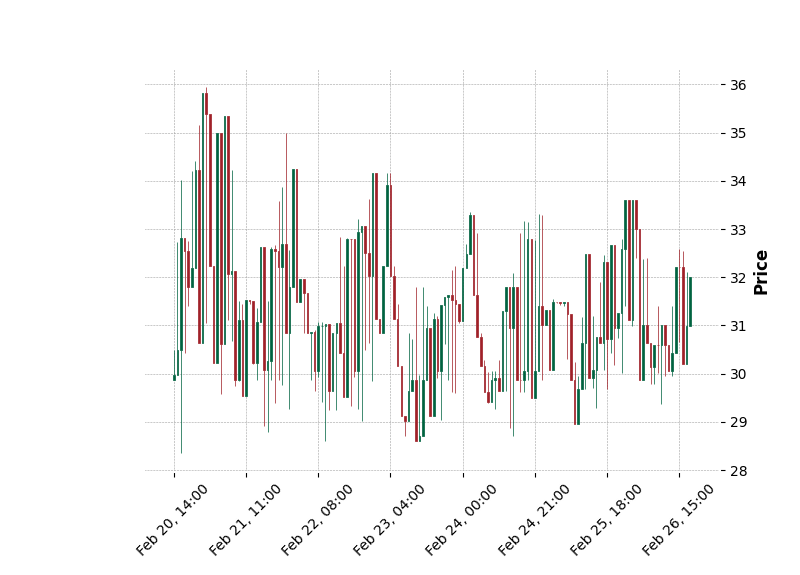 36
35
34
33
32
31
30
29
28
Price
Feb 20, 14:00
Feb 21, 11:00
Feb 22, 08:00
Feb 23, 04:00
Feb 24, 00:00
Feb 24, 21:00
Feb 25, 18:00
Feb 26, 15:00